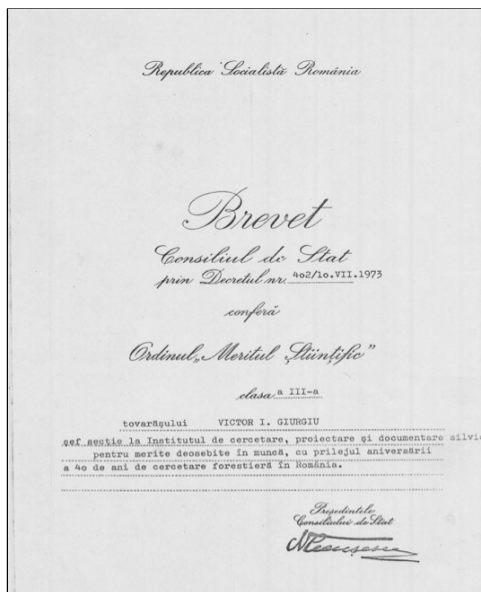 Republica Socialistă România
Brevet
Consiliul de Stat
prin Decretul nr. 4o2/1o.VII.1973
conferă
Ordinul „Meritul Ştiinţific”
clasa a III-a
tovarăşului VICTOR I. GIURGIU
şef secţie la Institutul de cercetare, proiectare şi documentare silvic
pentru merite deosebite în muncă, cu prilejul aniversării
a 4o de ani de cercetare forestieră în România.
Preşedintele
Consiliului de Stat